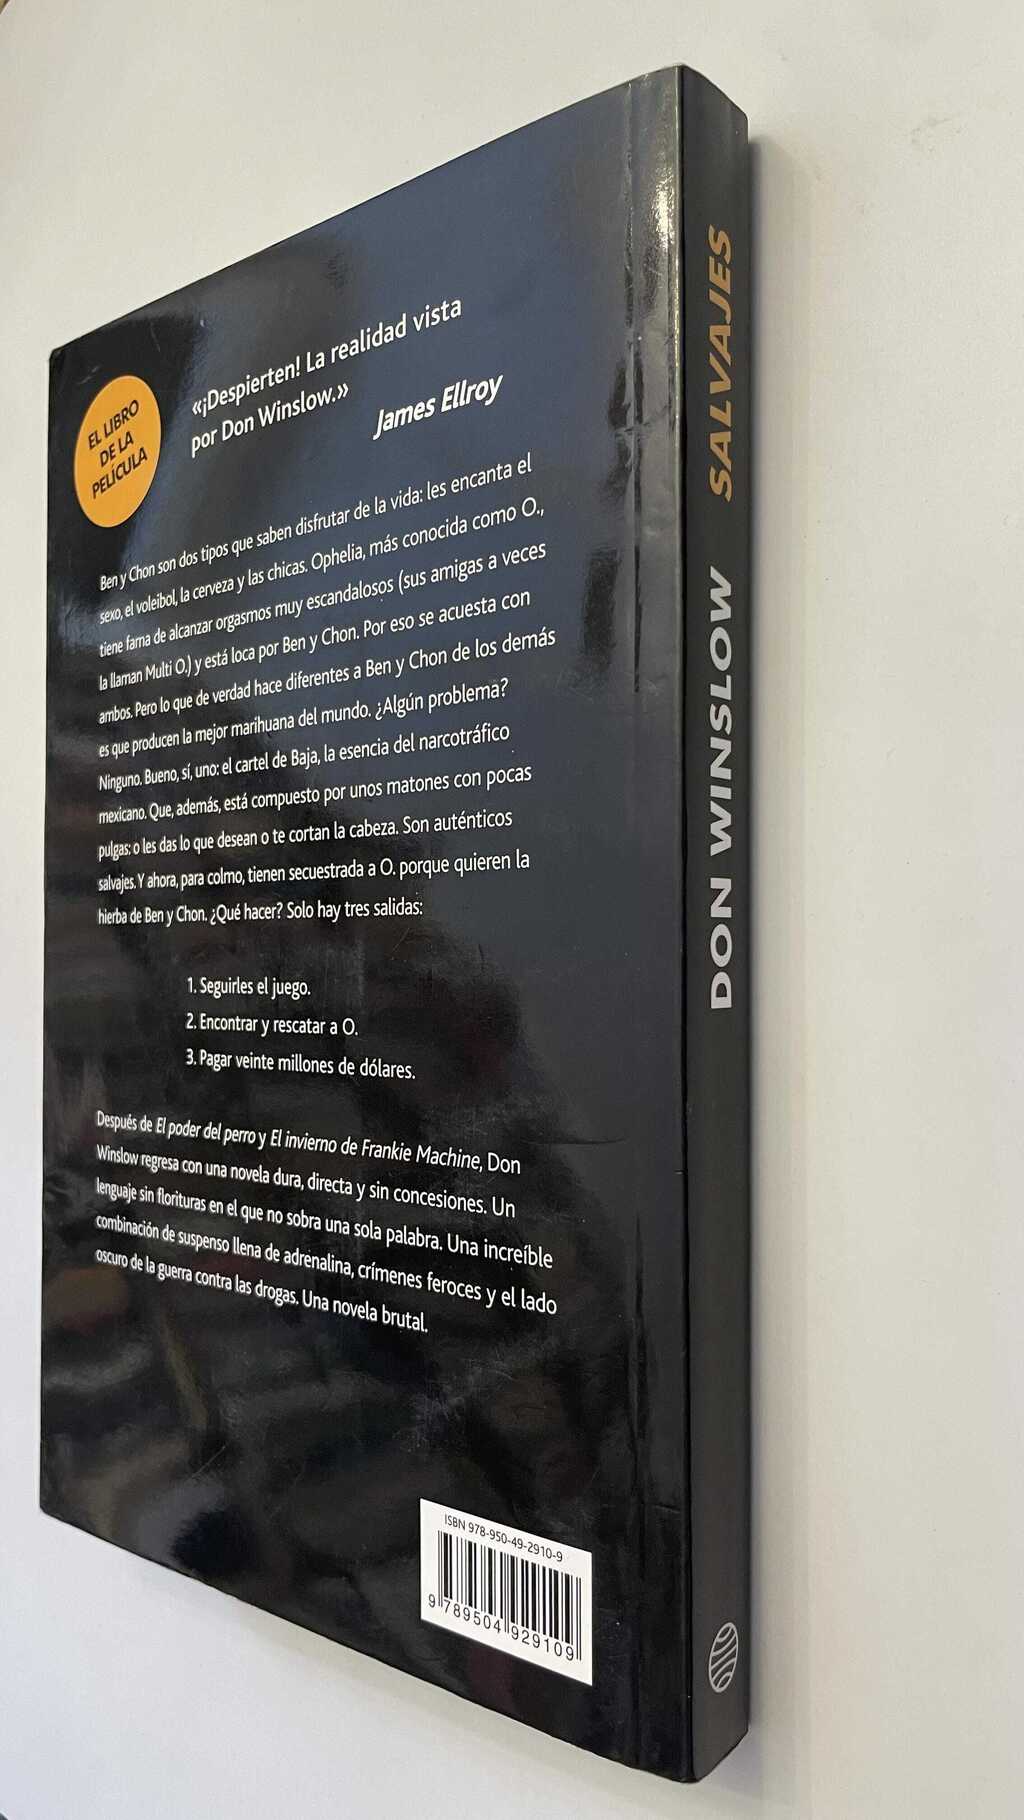 «¡Despierten! La realidad vista
por Don Winslow.»
James Ellroy
EL LIBRO
DE LA
PELÍCULA
Ben y Chon son dos tipos que saben disfrutar de la vida: les encanta el
sexo, el voleibol, la cerveza y las chicas. Ophelia, más conocida como O.,
tiene fama de alcanzar orgasmos muy escandalosos (sus amigas a veces
la llaman Multi O.) y está loca por Ben y Chon. Por eso se acuesta con
ambos. Pero lo que de verdad hace diferentes a Ben y Chon de los demás
es que producen la mejor marihuana del mundo. ¿Algún problema?
Ninguno. Bueno, sí, uno: el cartel de Baja, la esencia del narcotráfico
mexicano. Que, además, está compuesto por unos matones con pocas
pulgas: o les das lo que desean o te cortan la cabeza. Son auténticos
salvajes. Y ahora, para colmo, tienen secuestrada a O. porque quieren la
hierba de Ben y Chon. ¿Qué hacer? Solo hay tres salidas:
1. Seguirles el juego.
2. Encontrar y rescatar a O.
3. Pagar veinte millones de dólares.
Después de El poder del perro y El invierno de Frankie Machine, Don
Winslow regresa con una novela dura, directa y sin concesiones. Un
lenguaje sin florituras en el que no sobra una sola palabra. Una increíble
combinación de suspenso llena de adrenalina, crímenes feroces y el lado
oscuro de la guerra contra las drogas. Una novela brutal.
ISBN 978-950-49-2910-9
9 789504 929109
DON WINSLOW SALVAJES